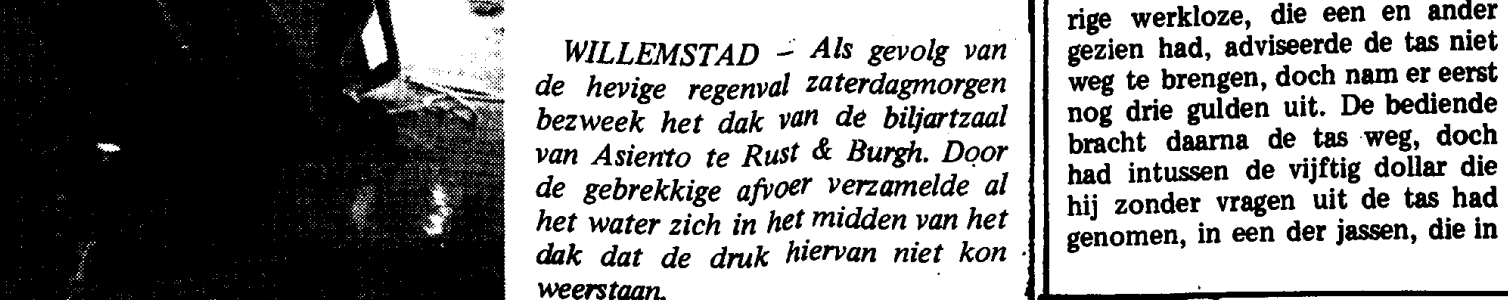 WILLEMSTAD – Als gevolg van
de hevige regenval zaterdagmorgen
bezweek het dak van de biljartzaal
van Asiento te Rust & Burgh. Door
de gebrekkige afvoer verzamelde al
het water zich in het midden van het
dak dat de druk hiervan niet kon
weerstaan.
rige werkloze, die een en ander
gezien had, adviseerde de tas niet
weg te brengen, doch nam er eerst
nog drie gulden uit. De bediende
bracht daarna de tas weg, doch
had intussen de vijftig dollar die
hij zonder vragen uit de tas had
genomen, in een der jassen, die in